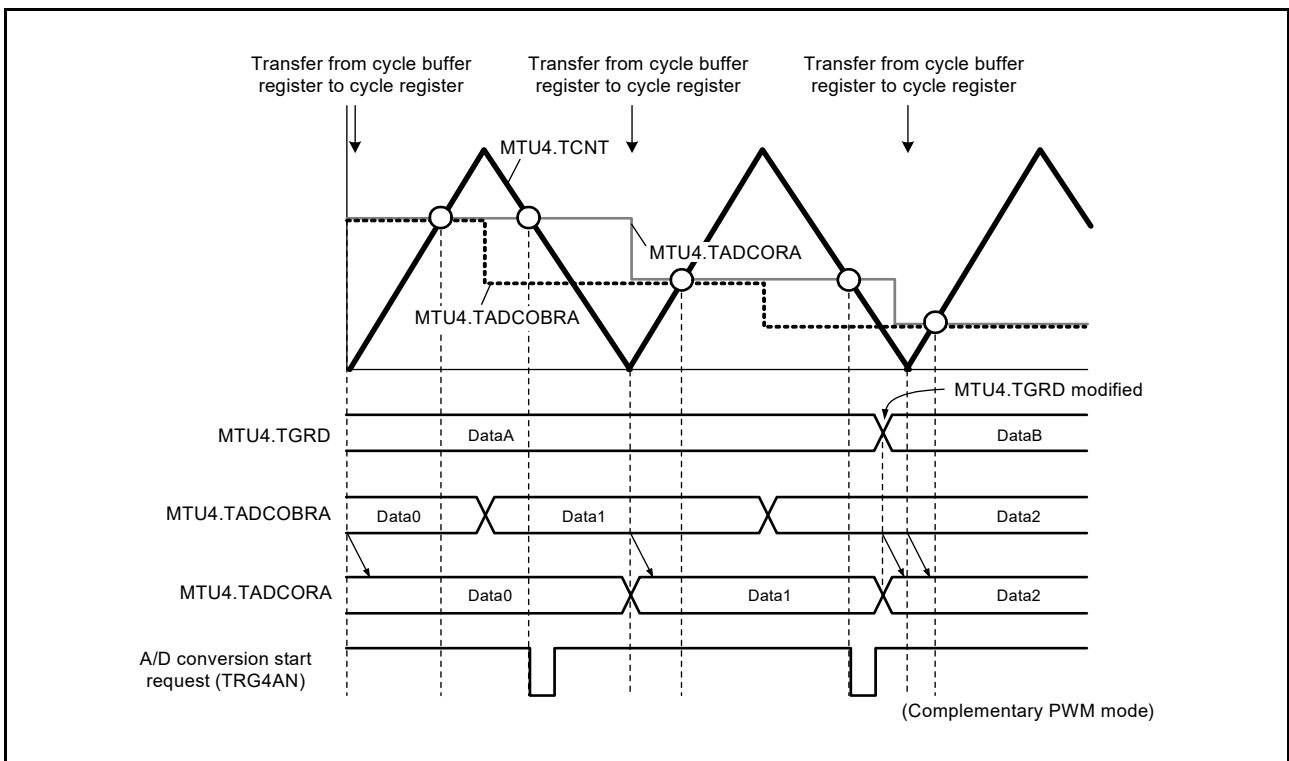 Transfer from cycle buffer
register to cycle register
Transfer from cycle buffer
register to cycle register
Transfer from cycle buffer
register to cycle register
MTU4.TCNT
MTU4.TADCORA
MTU4.TADCOBRA
MTU4.TGRD modified
MTU4.TGRD
DataA
DataB
MTU4.TADCOBRA
Data0
Data1
Data2
MTU4.TADCORA
Data0
Data1
Data2
A/D conversion start
request (TRG4AN)
(Complementary PWM mode)